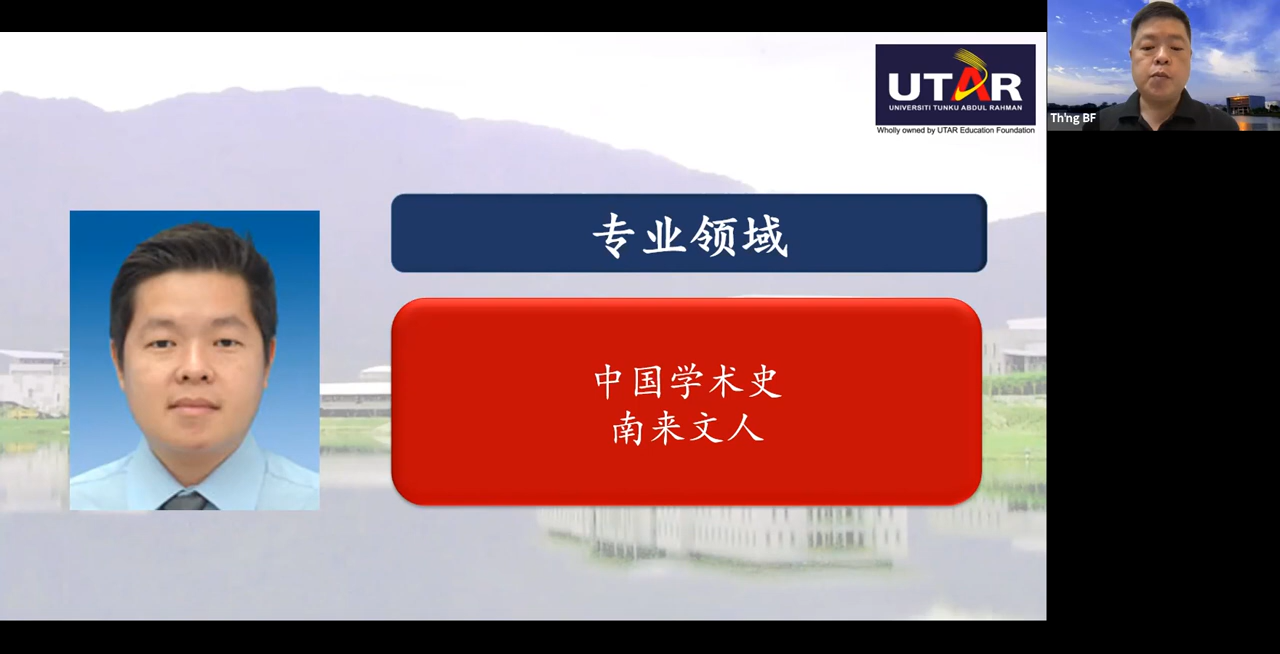 UTAR
UNIVERSITI TUNKU ABDUL RAHMAN
Wholly owned by UTAR Education Foundation
Th'ng BF
专业领域
中国学术史
南来文人